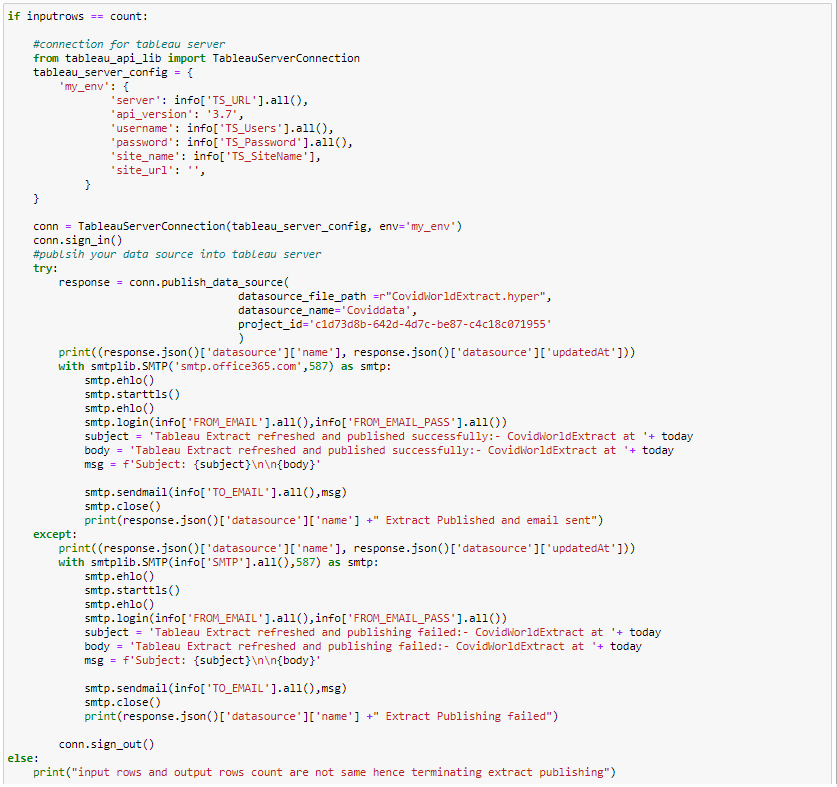 if inputrows == count:

    #connection for tableau server
    from tableau_api_lib import TableauServerConnection
    tableau_server_config = {
        'my_env': {
                'server': info['TS_URL'].all(),
                'api_version': '3.7',
                'username': info['TS_Users'].all(),
                'password': info['TS_Password'].all(),
                'site_name': info['TS_SiteName'],
                'site_url': '',
            }
    }

    conn = TableauServerConnection(tableau_server_config, env='my_env')
    conn.sign_in()
    #publsih your data source into tableau server
    try:
        response = conn.publish_data_source(
                                    datasource_file_path =r"CovidWorldExtract.hyper",
                                    datasource_name='Coviddata',
                                    project_id='c1d73d8b-642d-4d7c-be87-c4c18c071955'
                                    )
        print((response.json()['datasource']['name'], response.json()['datasource']['updatedAt']))
        with smtplib.SMTP('smtp.office365.com',587) as smtp:
            smtp.ehlo()
            smtp.starttls()
            smtp.ehlo()
            smtp.login(info['FROM_EMAIL'].all(),info['FROM_EMAIL_PASS'].all())
            subject = 'Tableau Extract refreshed and published successfully:- CovidWorldExtract at '+ today
            body = 'Tableau Extract refreshed and published successfully:- CovidWorldExtract at '+ today
            msg = f'Subject: {subject}\n\n{body}'

            smtp.sendmail(info['TO_EMAIL'].all(),msg)
            smtp.close()
            print(response.json()['datasource']['name'] +" Extract Published and email sent")
    except:
        print((response.json()['datasource']['name'], response.json()['datasource']['updatedAt']))
        with smtplib.SMTP(info['SMTP'].all(),587) as smtp:
            smtp.ehlo()
            smtp.starttls()
            smtp.ehlo()
            smtp.login(info['FROM_EMAIL'].all(),info['FROM_EMAIL_PASS'].all())
            subject = 'Tableau Extract refreshed and publishing failed:- CovidWorldExtract at '+ today
            body = 'Tableau Extract refreshed and publishing failed:- CovidWorldExtract at '+ today
            msg = f'Subject: {subject}\n\n{body}'

            smtp.sendmail(info['TO_EMAIL'].all(),msg)
            smtp.close()
            print(response.json()['datasource']['name'] +" Extract Publishing failed")

        conn.sign_out()
else:
    print("input rows and output rows count are not same hence terminating extract publishing")